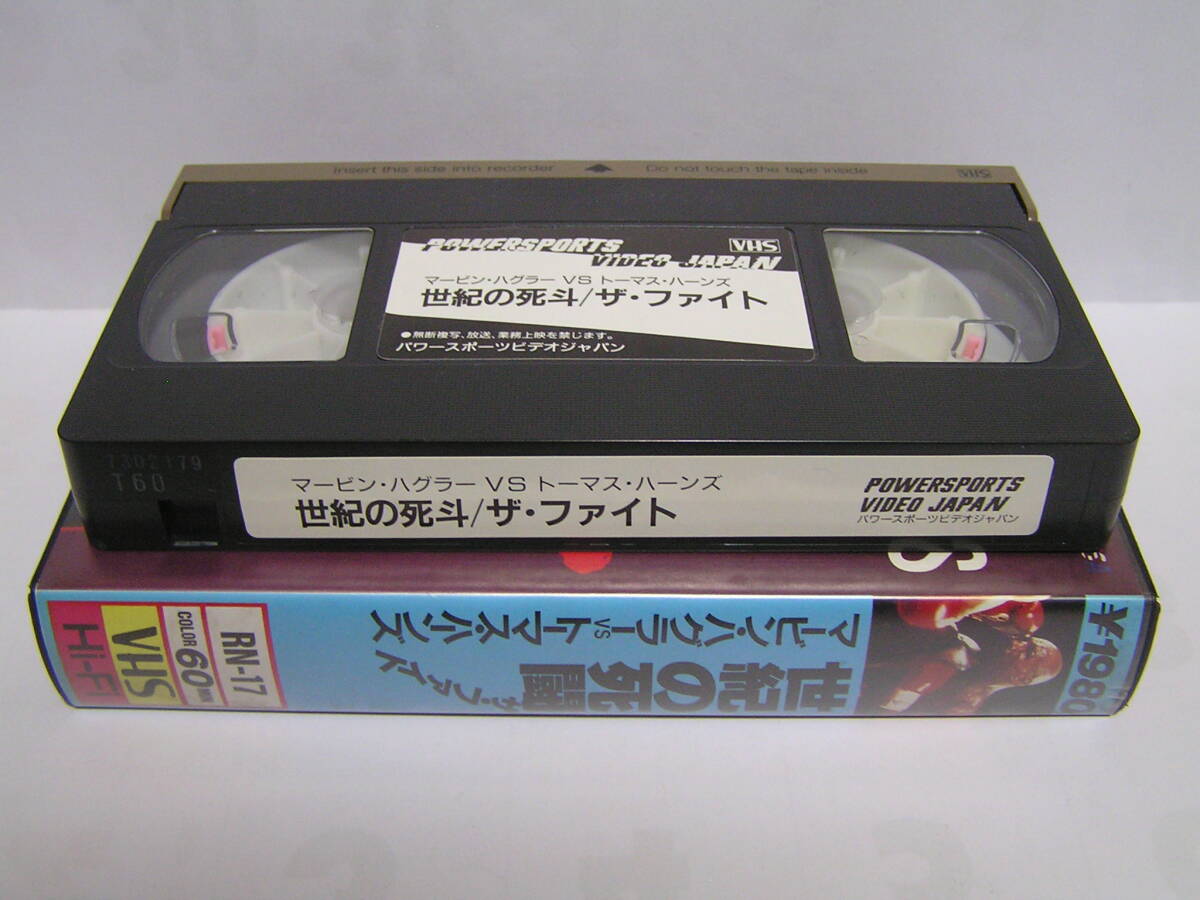 Insert this side into recorder ▲ Do not touch the tape inside VHS
POWERSPORTS VHS
VIDEO JAPAN
マービン・ハグラー VS トーマス・ハーンズ
世紀の死斗/ザ・ファイト
●無断複写、放送、業務上映を禁じます。
パワースポーツビデオジャパン
7302179
T60
マービン・ハグラー VS トーマス・ハーンズ
世紀の死斗/ザ・ファイト
POWERSPORTS
VIDEO JAPAN
パワースポーツビデオジャパン
S
¥1980
世紀の死闘
ザ・ファイト
マービン・ハグラーVSトーマス・ハーンズ
RN-17
COLOR 60MIN
VHS
Hi-Fi